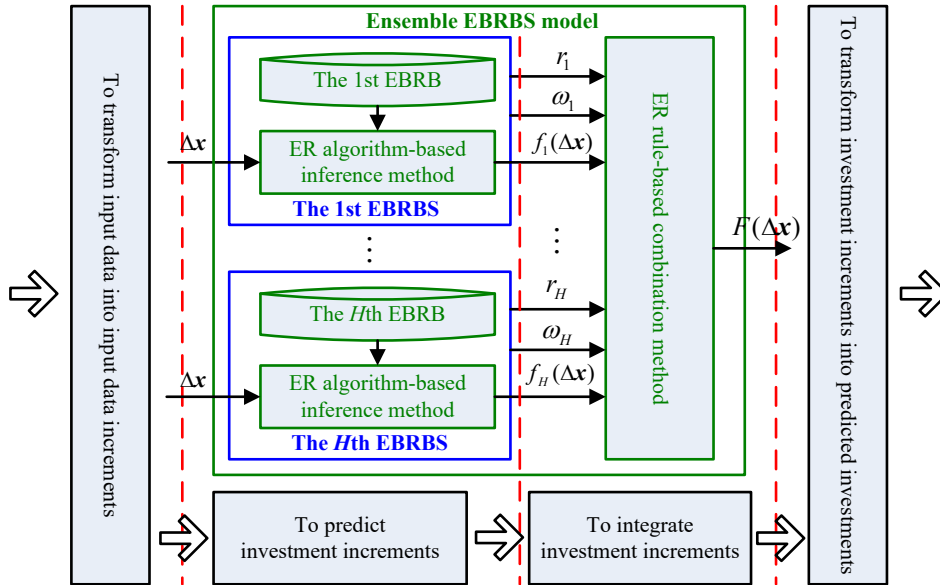 To transform input data into input data increments
Ensemble EBRBS model
The 1st EBRB
ER algorithm-based
inference method
The 1st EBRBS
Δx
r₁
ω₁
f₁(Δx)
⋮
⋮
The Hth EBRB
ER algorithm-based
inference method
The Hth EBRBS
Δx
r_H
ω_H
f_H(Δx)
ER rule-based combination method
F(Δx)
To transform investment increments into predicted investments
To predict
investment increments
To integrate
investment increments